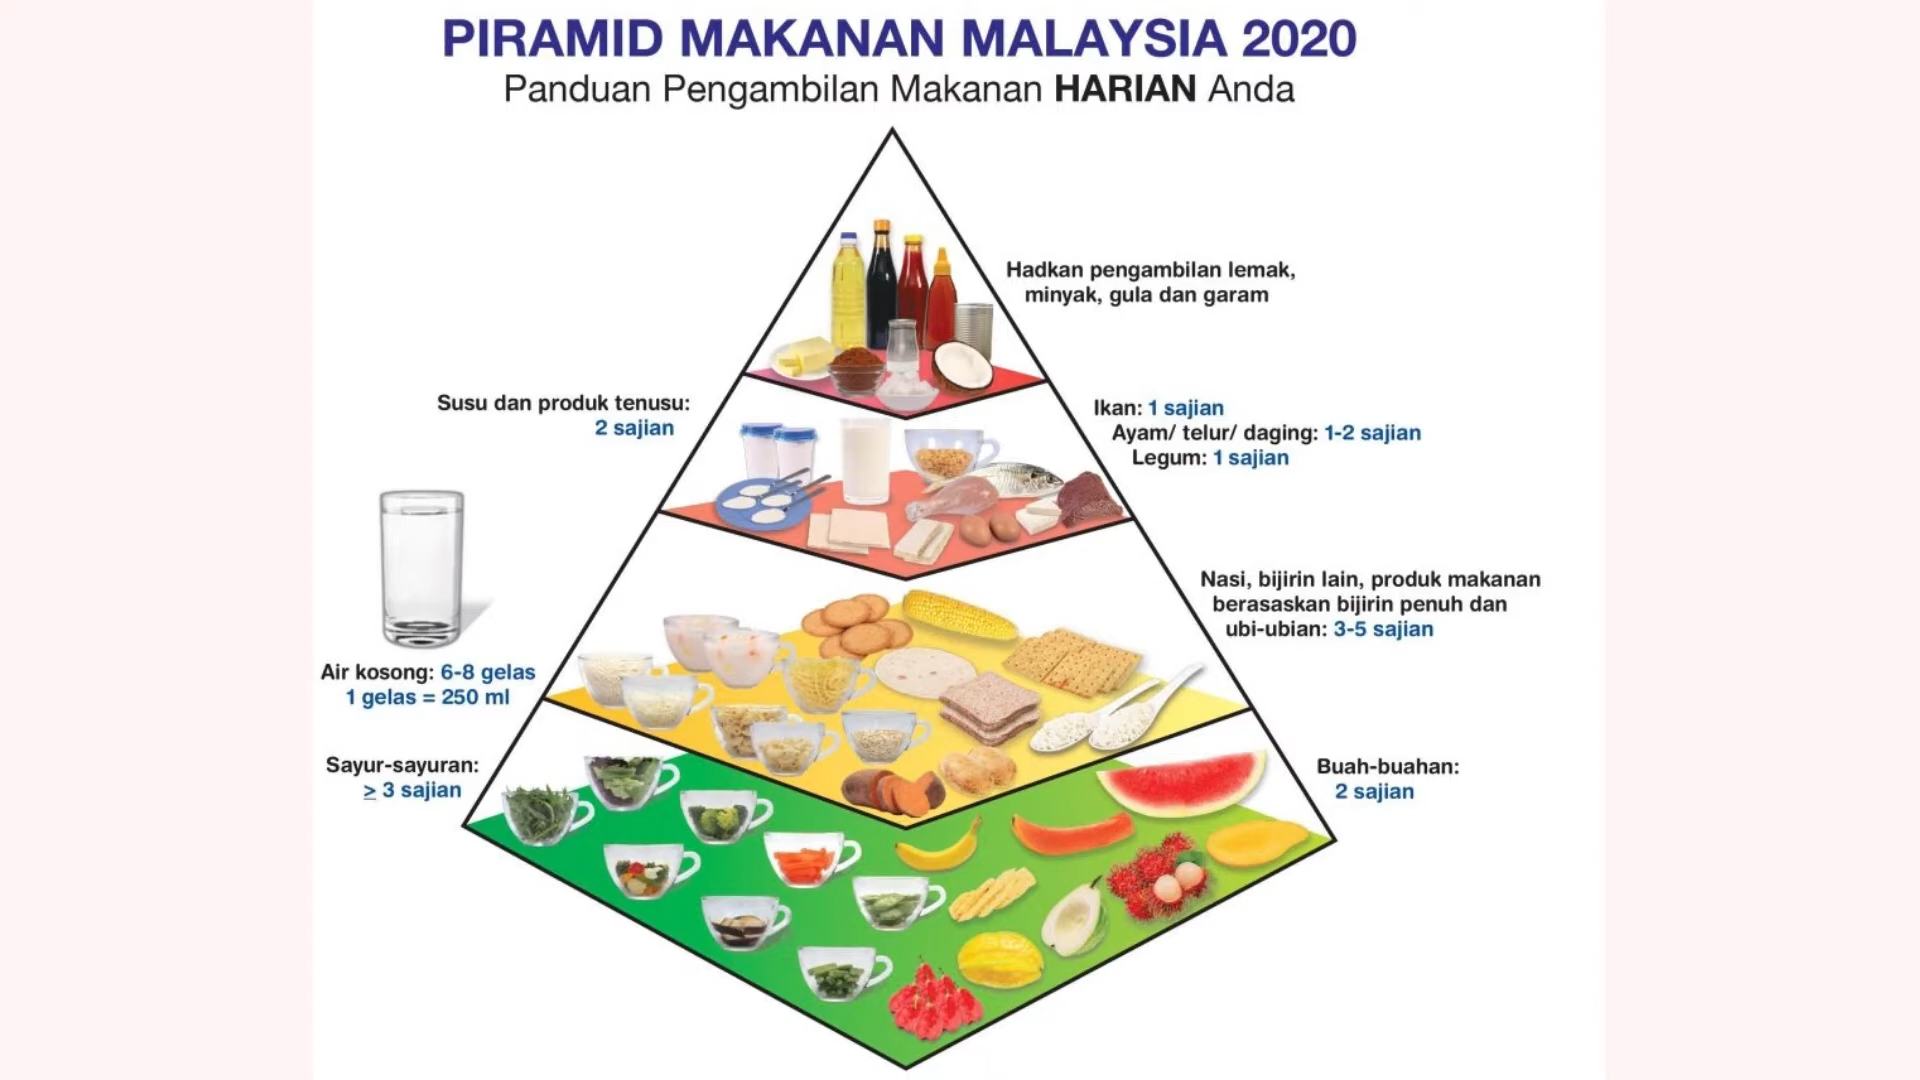 PIRAMID MAKANAN MALAYSIA 2020
Panduan Pengambilan Makanan HARIAN Anda
Hadkan pengambilan lemak,
minyak, gula dan garam
Susu dan produk tenusu:
2 sajian
Ikan: 1 sajian
Ayam/ telur/ daging: 1-2 sajian
Legum: 1 sajian
Nasi, bijirin lain, produk makanan
berasaskan bijirin penuh dan
ubi-ubian: 3-5 sajian
Air kosong: 6-8 gelas
1 gelas = 250 ml
Sayur-sayuran:
≥ 3 sajian
Buah-buahan:
2 sajian